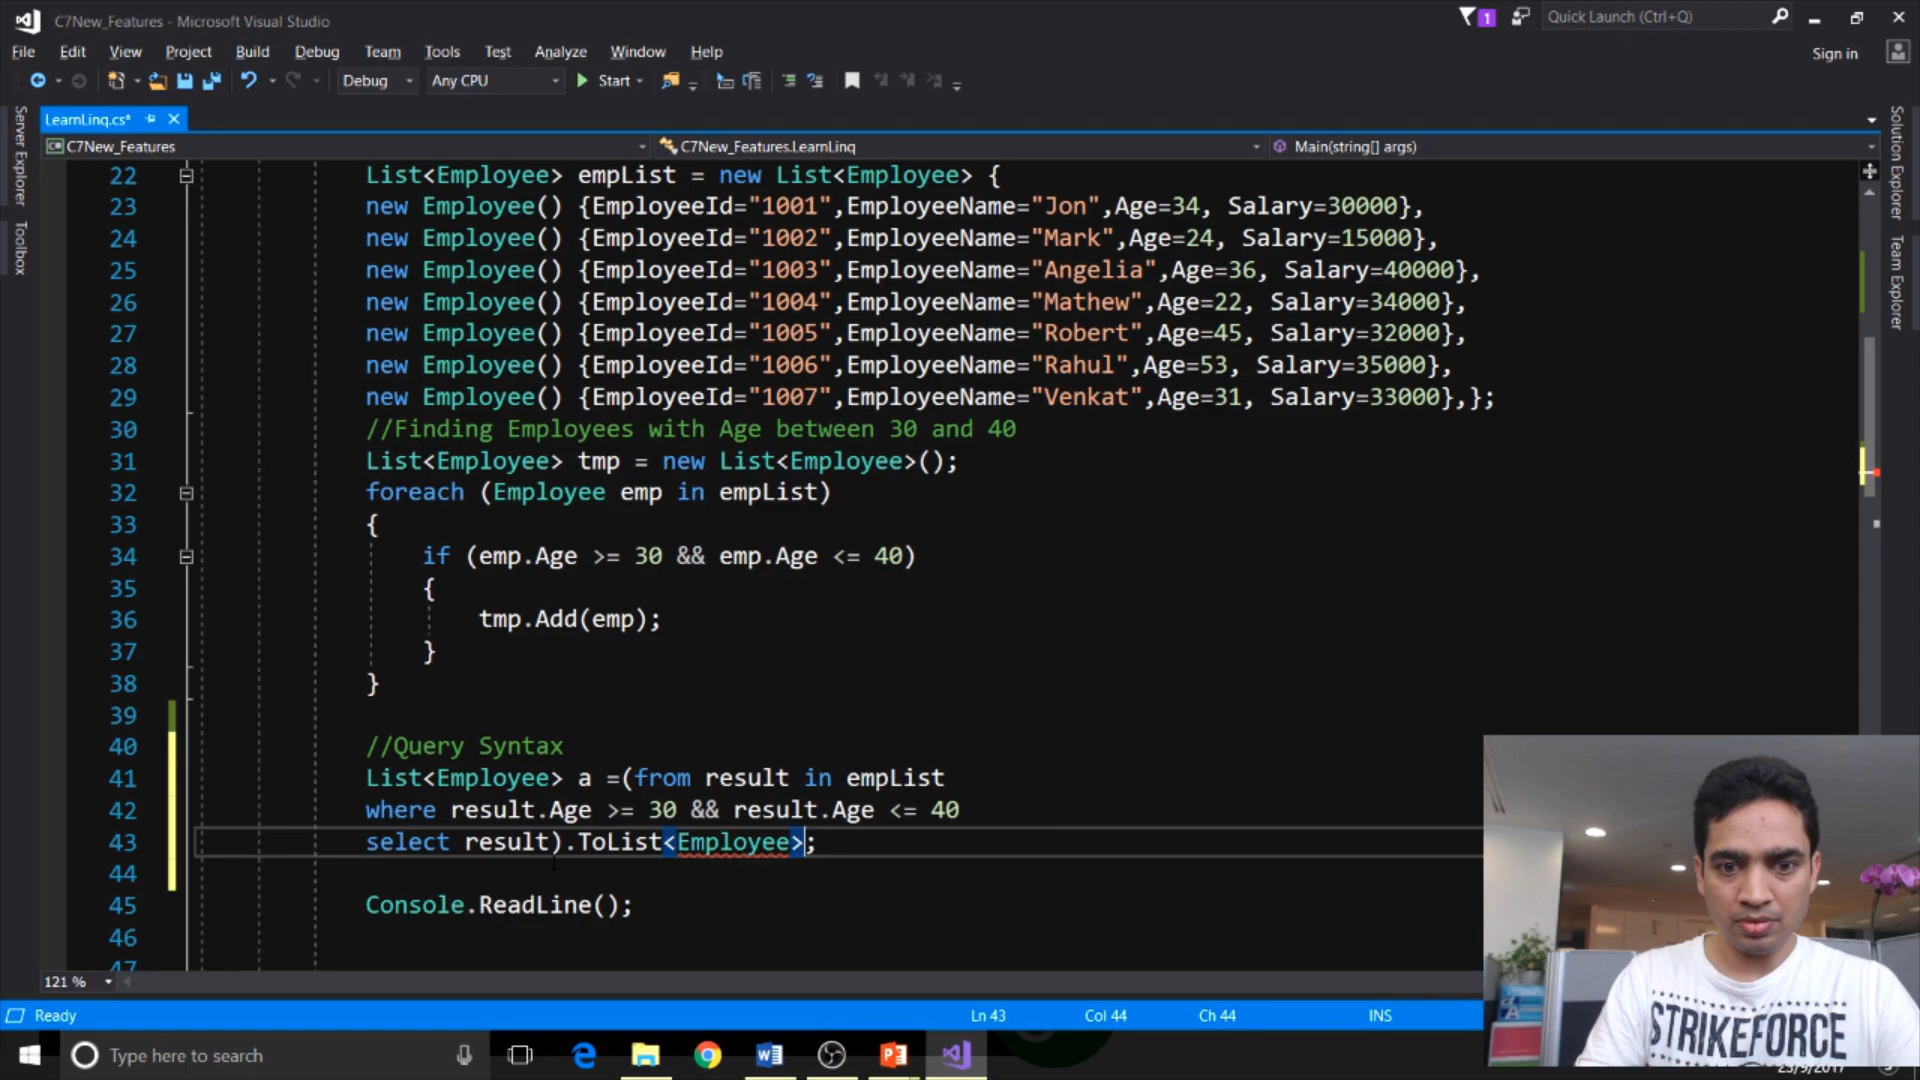 C7New_Features - Microsoft Visual Studio
1
Quick Launch (Ctrl+Q)
File Edit View Project Build Debug Team Tools Test Analyze Window Help
Sign in
Debug Any CPU Start
Server Explorer
Toolbox
Solution Explorer
Team Explorer
LearnLinq.cs*
C7New_Features C7New_Features.LearnLinq Main(string[] args)
22 List<Employee> empList = new List<Employee> {
23 new Employee() {EmployeeId="1001",EmployeeName="Jon",Age=34, Salary=30000},
24 new Employee() {EmployeeId="1002",EmployeeName="Mark",Age=24, Salary=15000},
25 new Employee() {EmployeeId="1003",EmployeeName="Angelia",Age=36, Salary=40000},
26 new Employee() {EmployeeId="1004",EmployeeName="Mathew",Age=22, Salary=34000},
27 new Employee() {EmployeeId="1005",EmployeeName="Robert",Age=45, Salary=32000},
28 new Employee() {EmployeeId="1006",EmployeeName="Rahul",Age=53, Salary=35000},
29 new Employee() {EmployeeId="1007",EmployeeName="Venkat",Age=31, Salary=33000},};
30 //Finding Employees with Age between 30 and 40
31 List<Employee> tmp = new List<Employee>();
32 foreach (Employee emp in empList)
33 {
34 if (emp.Age >= 30 && emp.Age <= 40)
35 {
36 tmp.Add(emp);
37 }
38 }
39
40 //Query Syntax
41 List<Employee> a =(from result in empList
42 where result.Age >= 30 && result.Age <= 40
43 select result).ToList<Employee>;
44
45 Console.ReadLine();
46
47
121 %
Ready Ln 43 Col 44 Ch 44 INS
Type here to search
STRIKEFORCE
23/9/2017